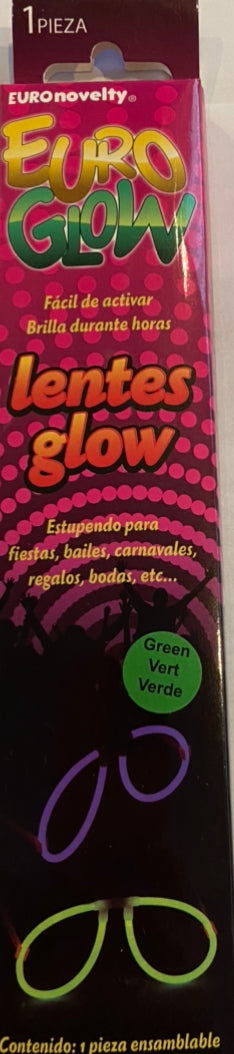 1 PIEZA
EUROnovelty®
EURO
GLOW
Fácil de activar
Brilla durante horas
lentes
glow
Estupendo para
fiestas, bailes, carnavales,
regalos, bodas, etc...
Green
Vert
Verde
Contenido: 1 pieza ensamblable